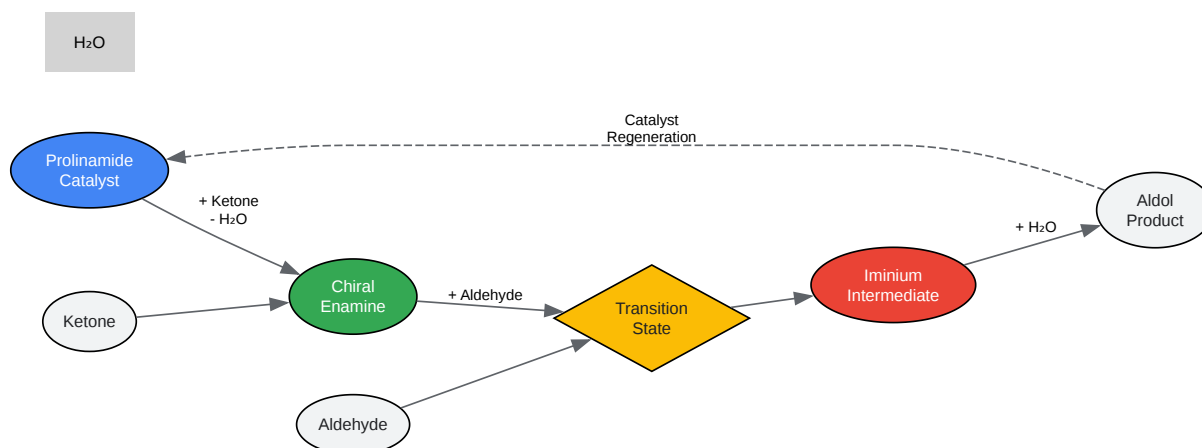 H₂O
Catalyst
Regeneration
Prolinamide
Catalyst
+ Ketone
- H₂O
Aldol
Product
+ H₂O
Chiral
Enamine
+ Aldehyde
Iminium
Intermediate
Ketone
Transition
State
Aldehyde